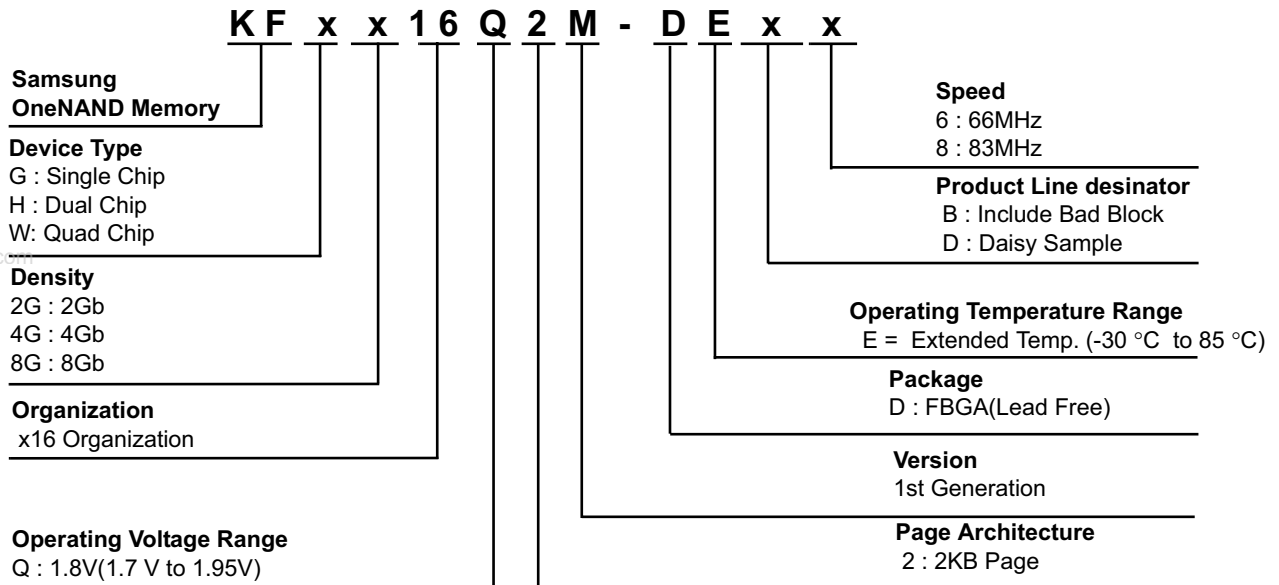 K F x x 1 6 Q 2 M - D E x x
Samsung
OneNAND Memory
Device Type
G : Single Chip
H : Dual Chip
W: Quad Chip
com
Density
2G : 2Gb
4G : 4Gb
8G : 8Gb
Organization
x16 Organization
Operating Voltage Range
Q : 1.8V(1.7 V to 1.95V)
Speed
6 : 66MHz
8 : 83MHz
Product Line desinator
B : Include Bad Block
D : Daisy Sample
Operating Temperature Range
E = Extended Temp. (-30 °C to 85 °C)
Package
D : FBGA(Lead Free)
Version
1st Generation
Page Architecture
2 : 2KB Page